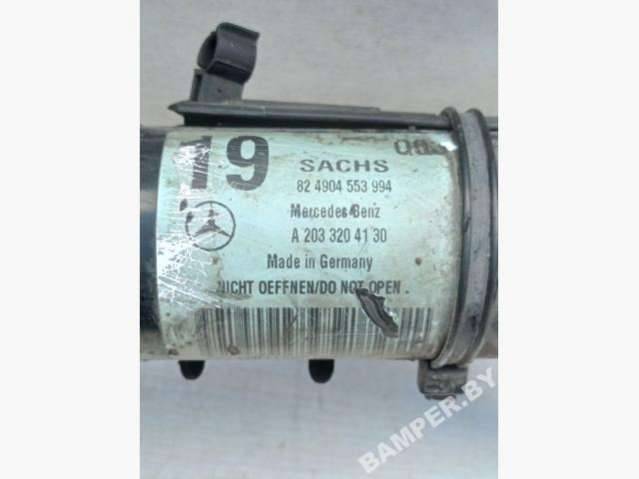 19
SACHS
82 4904 553 994
Mercedes Benz
A 203 320 41 30
Made in Germany
NICHT OEFFNEN/DO NOT OPEN .
BAMPER.BY